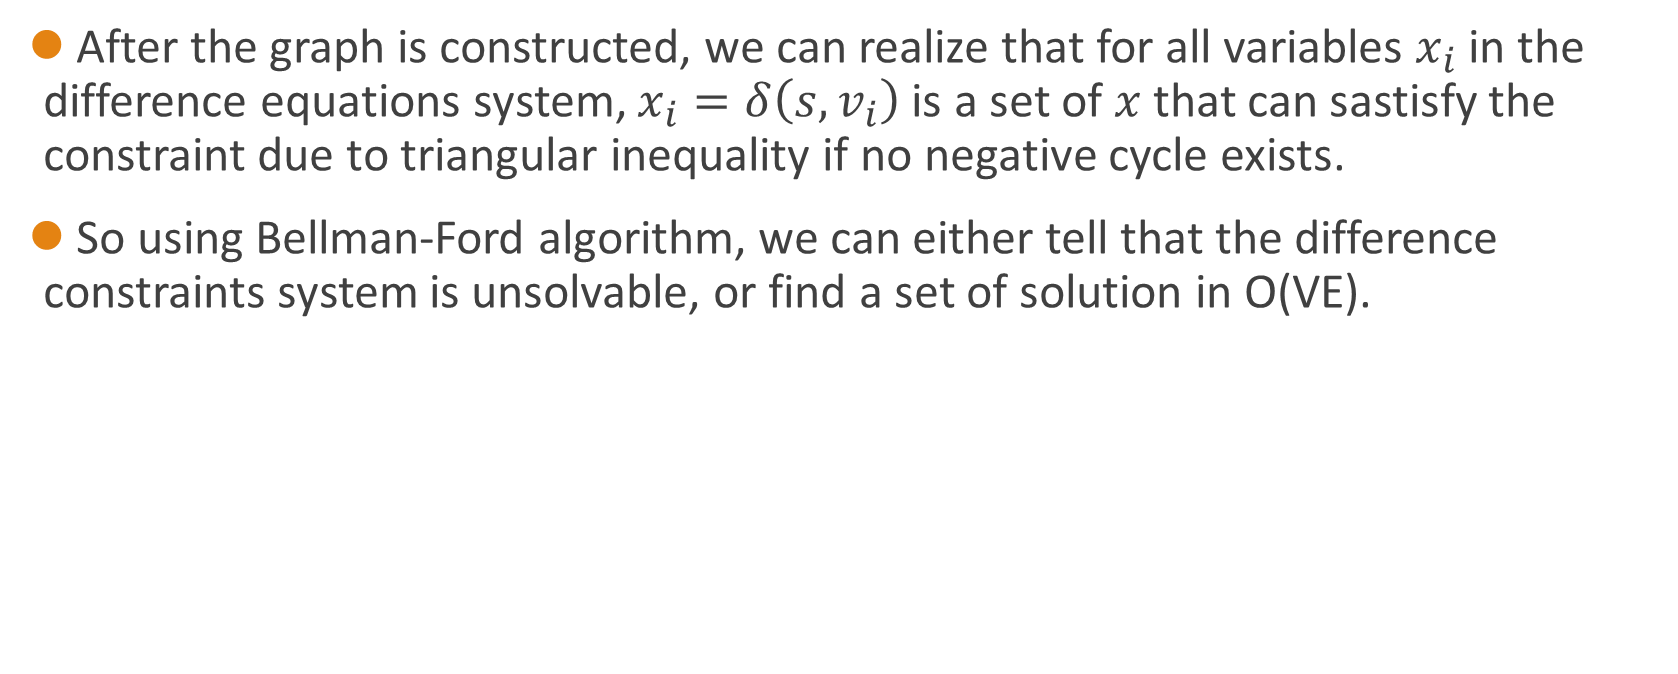 ● After the graph is constructed, we can realize that for all variables 𝑥ᵢ in the
difference equations system, 𝑥ᵢ = 𝛿(𝑠, 𝑣ᵢ) is a set of 𝑥 that can sastisfy the
constraint due to triangular inequality if no negative cycle exists.
● So using Bellman-Ford algorithm, we can either tell that the difference
constraints system is unsolvable, or find a set of solution in O(VE).